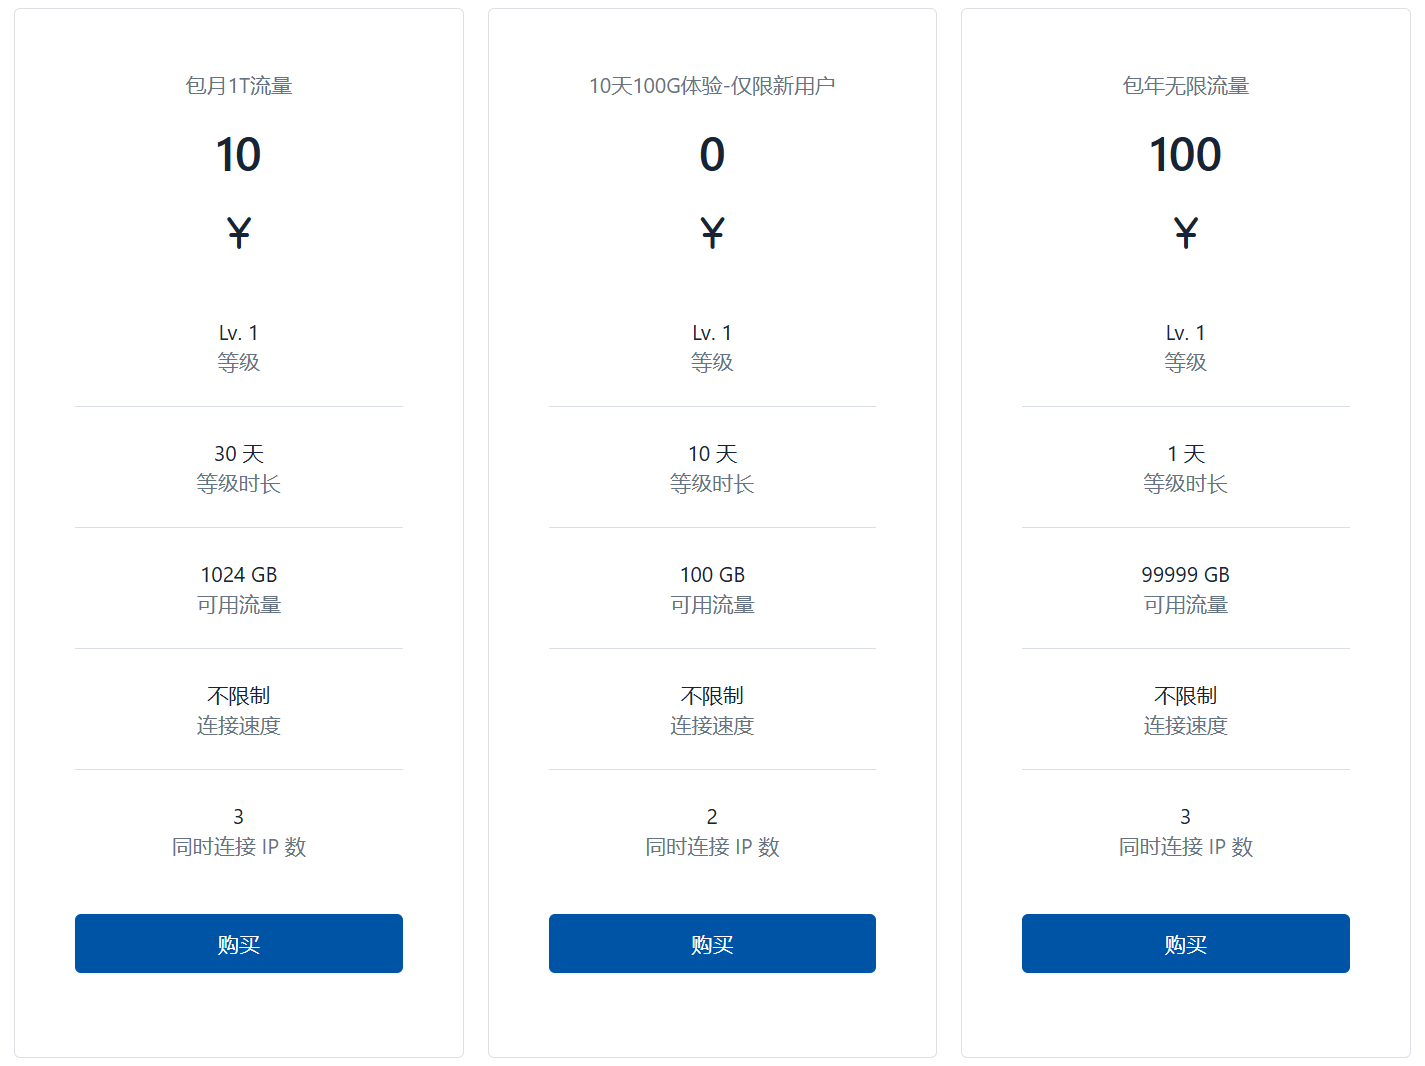 包月1T流量
10
¥
Lv. 1
等级
30 天
等级时长
1024 GB
可用流量
不限制
连接速度
3
同时连接 IP 数
购买
10天100G体验-仅限新用户
0
¥
Lv. 1
等级
10 天
等级时长
100 GB
可用流量
不限制
连接速度
2
同时连接 IP 数
购买
包年无限流量
100
¥
Lv. 1
等级
1 天
等级时长
99999 GB
可用流量
不限制
连接速度
3
同时连接 IP 数
购买